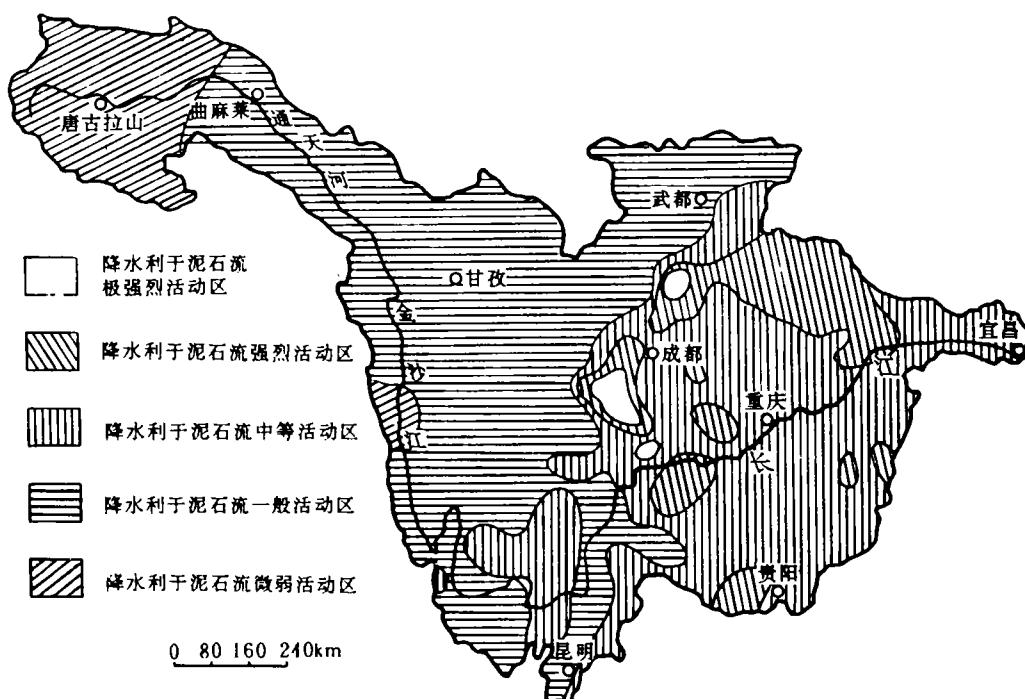 唐古拉山
曲麻莱
通
天
河
武都
甘孜
金
沙
江
成都
宜昌
江
重庆
长
贵阳
昆明
降水利于泥石流
极强烈活动区
降水利于泥石流强烈活动区
降水利于泥石流中等活动区
降水利于泥石流一般活动区
降水利于泥石流微弱活动区
0 80 160 240km